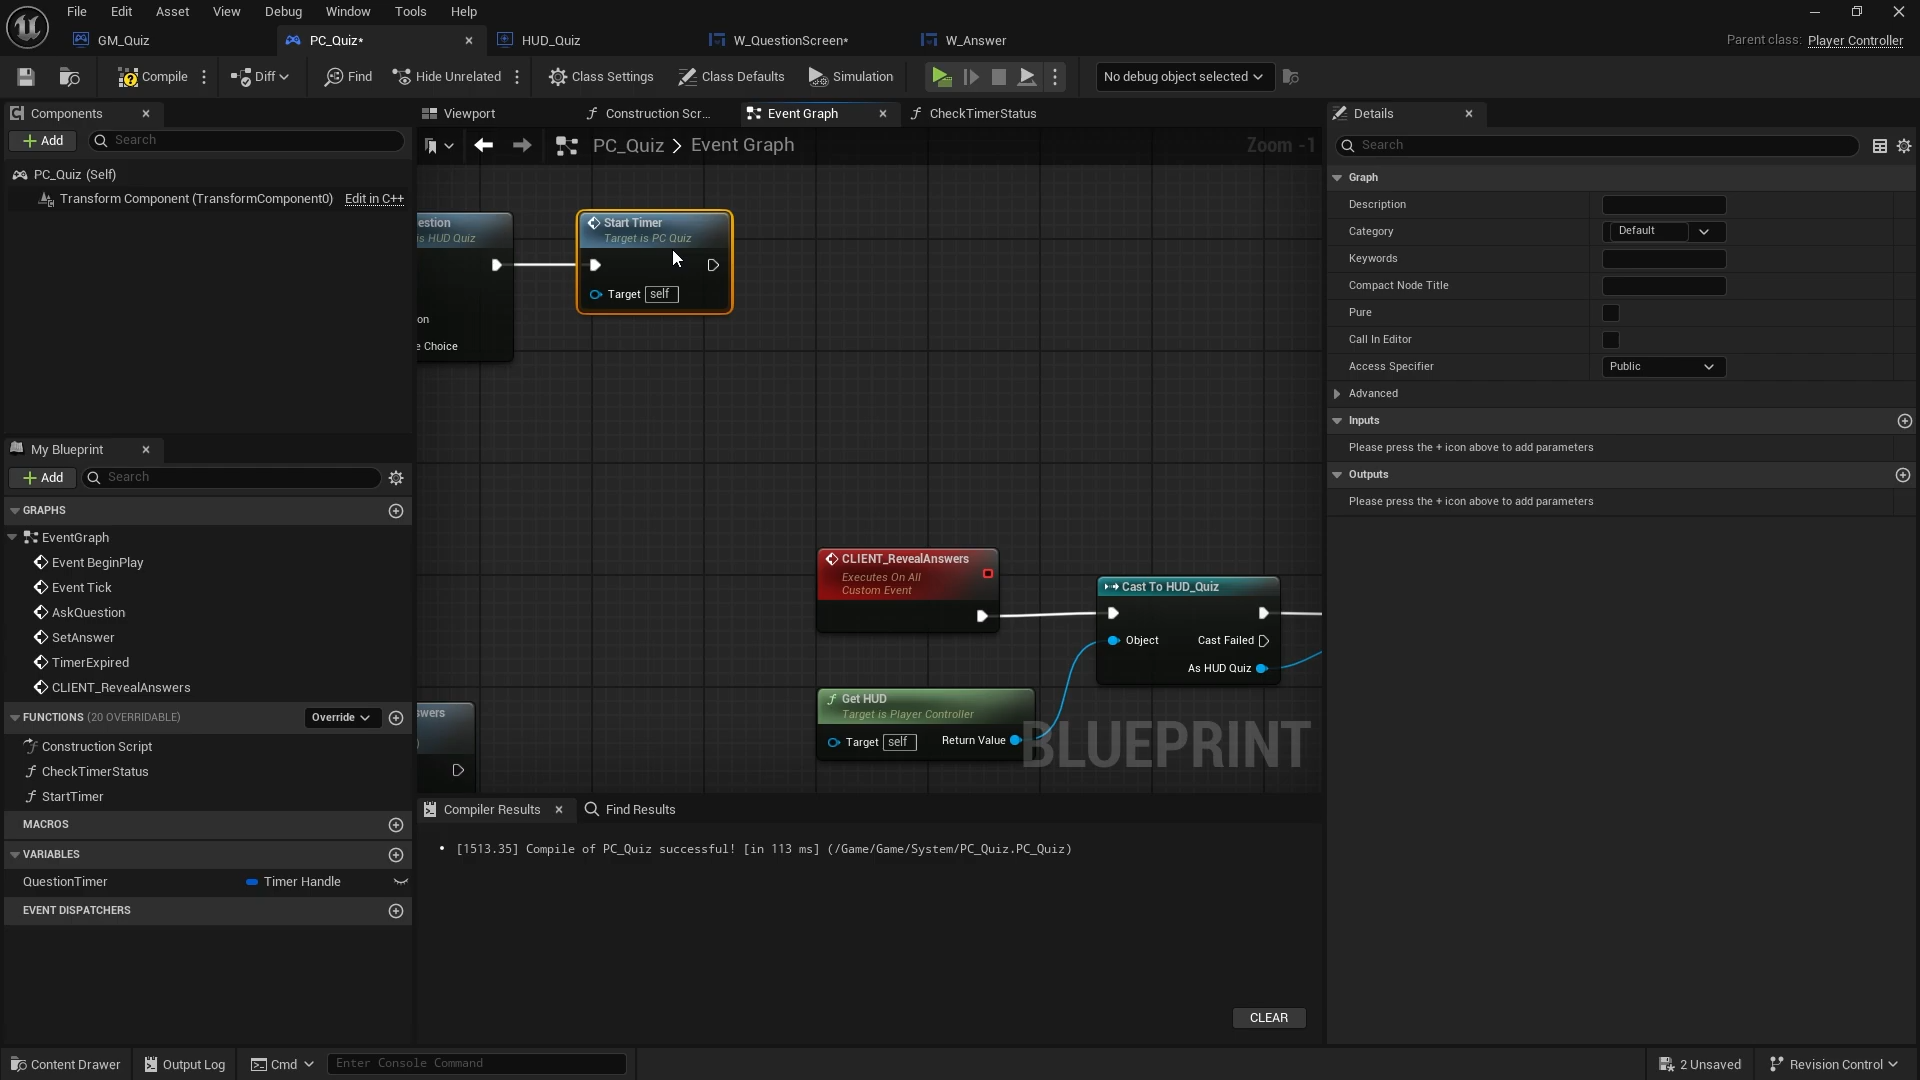 File Edit Asset View Debug Window Tools Help
GM_Quiz PC_Quiz* HUD_Quiz W_QuestionScreen* W_Answer Parent class: Player Controller
Compile Diff Find Hide Unrelated Class Settings Class Defaults Simulation No debug object selected
Components
Add Search
PC_Quiz (Self)
Transform Component (TransformComponent0) Edit in C++
My Blueprint
Add Search
GRAPHS
EventGraph
Event BeginPlay
Event Tick
AskQuestion
SetAnswer
TimerExpired
CLIENT_RevealAnswers
FUNCTIONS (20 OVERRIDABLE) Override
Construction Script
CheckTimerStatus
StartTimer
MACROS
VARIABLES
QuestionTimer Timer Handle
EVENT DISPATCHERS
Viewport Construction Scr... Event Graph CheckTimerStatus
PC_Quiz > Event Graph Zoom -1
estion
is HUD Quiz
on
e Choice
Start Timer
Target is PC Quiz
Target self
CLIENT_RevealAnswers
Executes On All
Custom Event
Cast To HUD_Quiz
Object Cast Failed
As HUD Quiz
Get HUD
Target is Player Controller
Target self Return Value
swers
)
BLUEPRINT
Compiler Results Find Results
• [1513.35] Compile of PC_Quiz successful! [in 113 ms] (/Game/Game/System/PC_Quiz.PC_Quiz)
CLEAR
Details
Search
Graph
Description
Category Default
Keywords
Compact Node Title
Pure
Call In Editor
Access Specifier Public
Advanced
Inputs
Please press the + icon above to add parameters
Outputs
Please press the + icon above to add parameters
Content Drawer Output Log Cmd Enter Console Command 2 Unsaved Revision Control